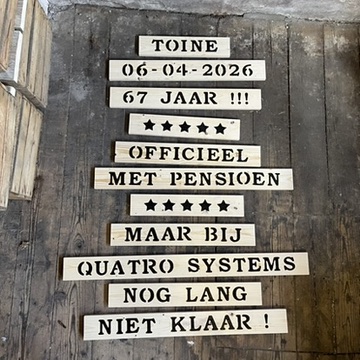 TOINE
06-04-2026
67 JAAR !!!
★★★★★
OFFICIEEL
MET PENSIOEN
★★★★★
MAAR BIJ
QUATRO SYSTEMS
NOG LANG
NIET KLAAR !